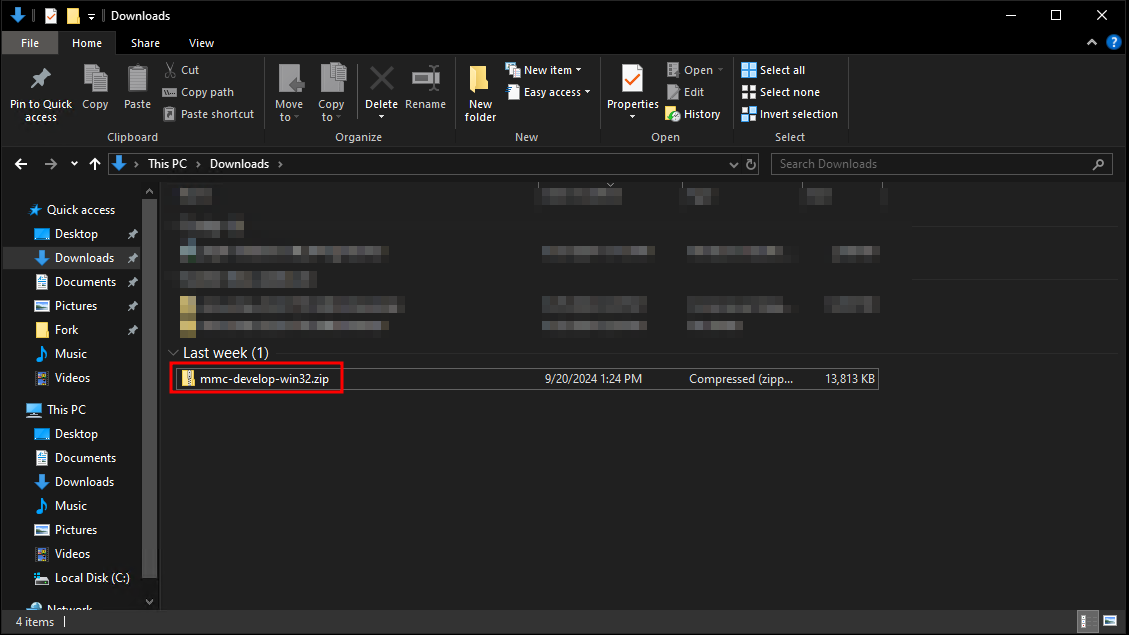 Downloads
File Home Share View
Pin to Quick access
Copy
Paste
Cut
Copy path
Paste shortcut
Clipboard
Move to
Copy to
Delete
Rename
Organize
New folder
New item
Easy access
New
Properties
Open
Edit
History
Open
Select all
Select none
Invert selection
Select
This PC > Downloads >
Search Downloads
Quick access
Desktop
Downloads
Documents
Pictures
Fork
Music
Videos
This PC
Desktop
Documents
Downloads
Music
Pictures
Videos
Local Disk (C:)
Network
Last week (1)
mmc-develop-win32.zip 9/20/2024 1:24 PM Compressed (zipp... 13,813 KB
4 items